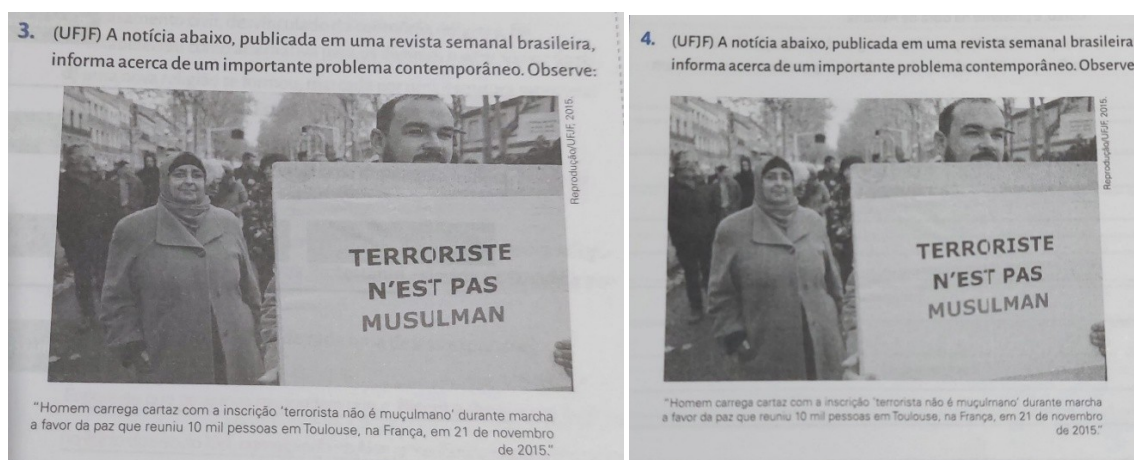 3. (UFJF) A notícia abaixo, publicada em uma revista semanal brasileira,
informa acerca de um importante problema contemporâneo. Observe:
Reprodução/UFJF, 2015.
TERRORISTE
N'EST PAS
MUSULMAN
"Homem carrega cartaz com a inscrição 'terrorista não é muçulmano' durante marcha
a favor da paz que reuniu 10 mil pessoas em Toulouse, na França, em 21 de novembro
de 2015."
4. (UFJF) A notícia abaixo, publicada em uma revista semanal brasileira
informa acerca de um importante problema contemporâneo. Observe
Reprodução/UFJF, 2015.
TERRORISTE
N'EST PAS
MUSULMAN
"Homem carrega cartaz com a inscrição 'terrorista não é muçulmano' durante marcha
a favor da paz que reuniu 10 mil pessoas em Toulouse, na França, em 21 de novembro
de 2015."